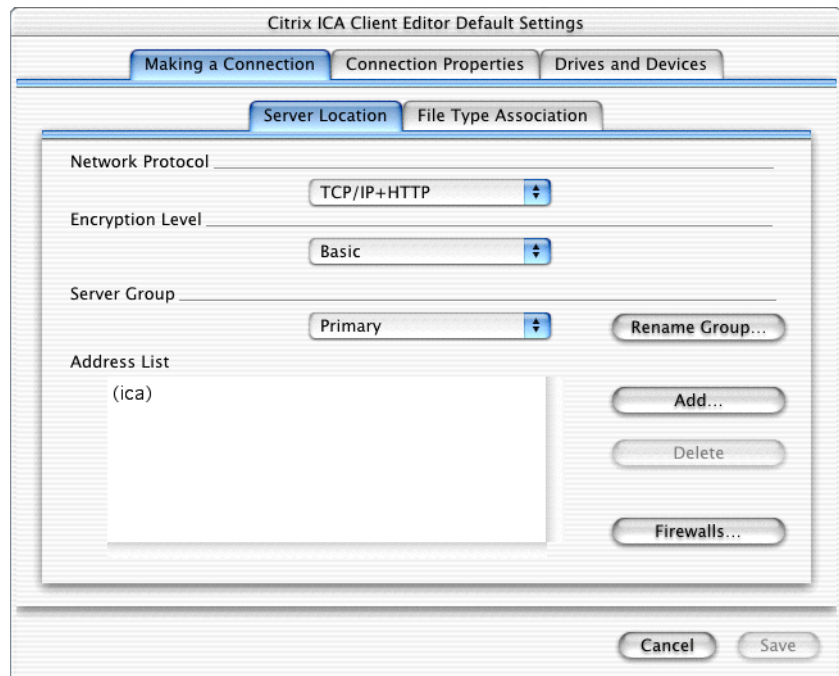 Citrix ICA Client Editor Default Settings
Making a Connection Connection Properties Drives and Devices
Server Location File Type Association
Network Protocol
TCP/IP+HTTP
Encryption Level
Basic
Server Group
Primary Rename Group...
Address List
(ica)
Add...
Delete
Firewalls...
Cancel Save